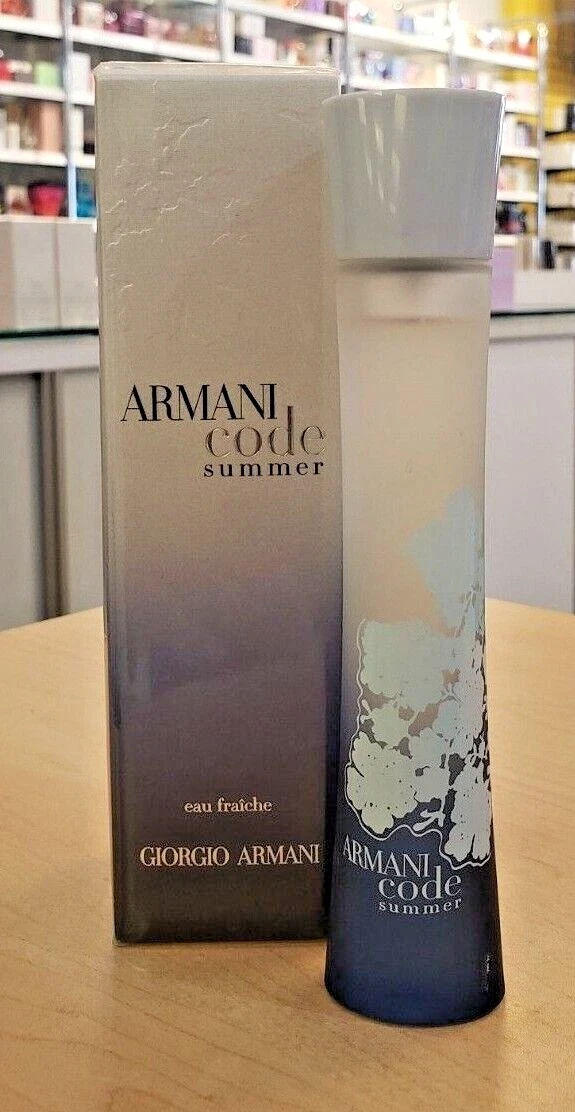 ARMANI
code
summer
eau fraîche
GIORGIO ARMANI
ARMANI
code
summer